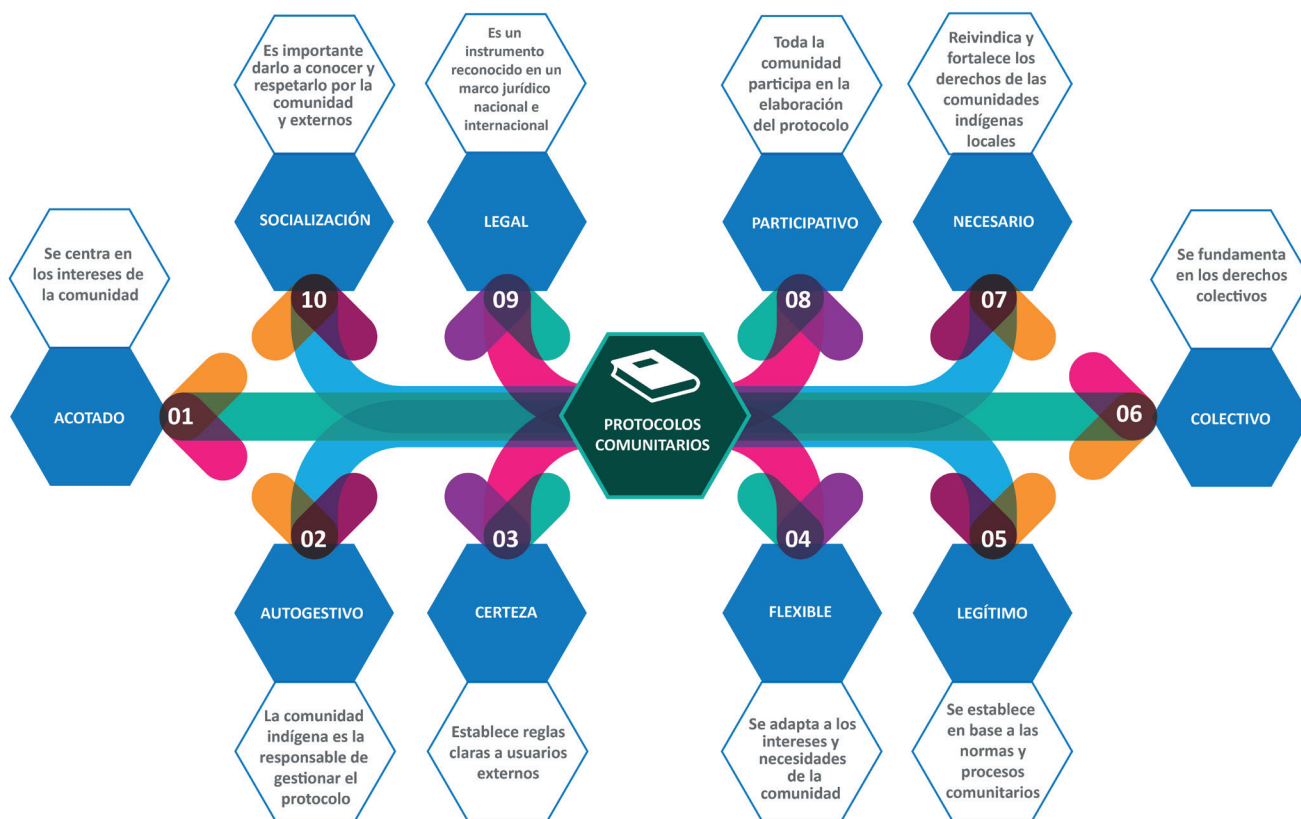 Es importante
darlo a conocer y
respetarlo por la
comunidad
y externos
SOCIALIZACIÓN
10
Es un
instrumento
reconocido en un
marco jurídico
nacional e
internacional
LEGAL
09
Toda la
comunidad
participa en la
elaboración
del protocolo
PARTICIPATIVO
08
Reivindica y
fortalece los
derechos de las
comunidades
indígenas
locales
NECESARIO
07
Se centra en
los intereses de
la comunidad
ACOTADO
01
PROTOCOLOS
COMUNITARIOS
Se fundamenta
en los derechos
colectivos
06
COLECTIVO
02
AUTOGESTIVO
La comunidad
indígena es la
responsable de
gestionar el
protocolo
03
CERTEZA
Establece reglas
claras a usuarios
externos
04
FLEXIBLE
Se adapta a los
intereses y
necesidades
de la
comunidad
05
LEGÍTIMO
Se establece
en base a las
normas y
procesos
comunitarios